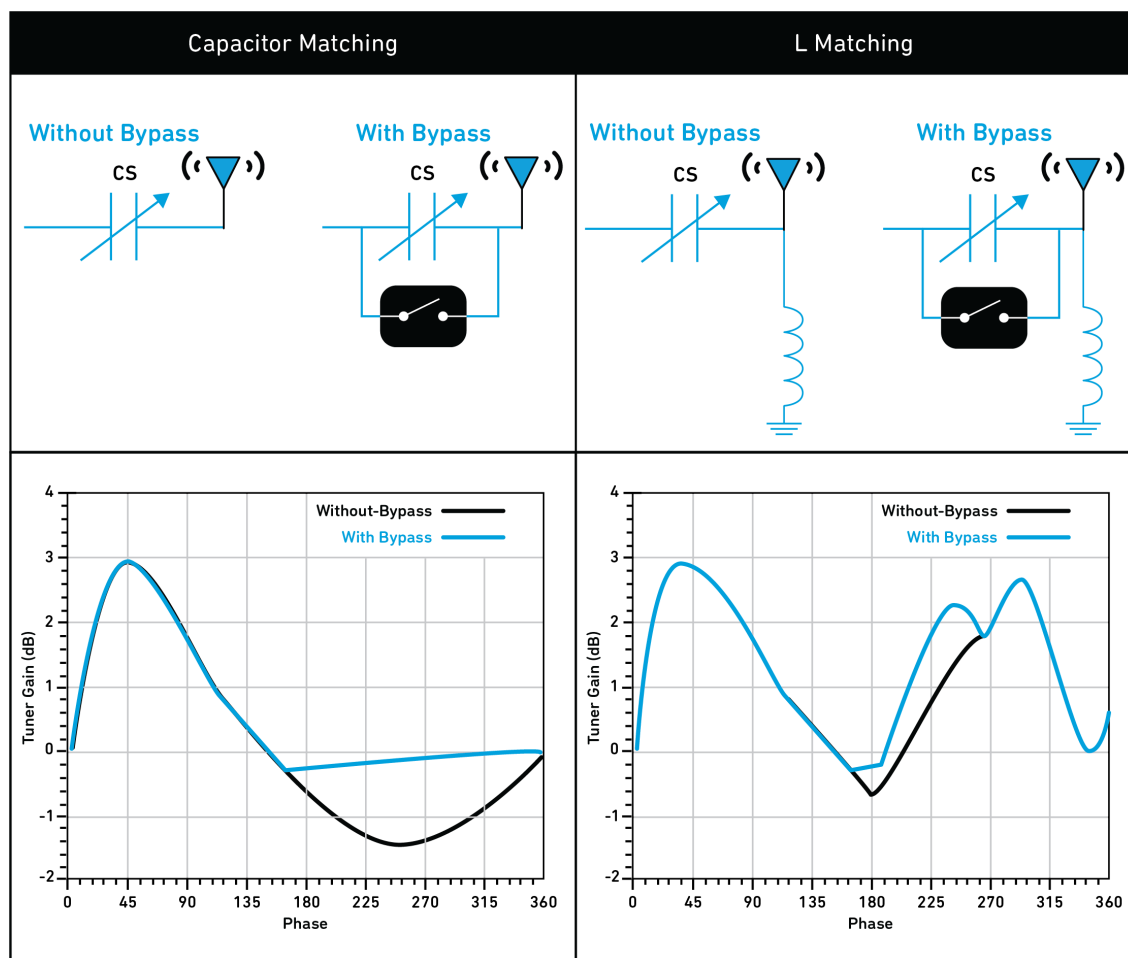 Capacitor Matching
L Matching
Without Bypass
With Bypass
Without Bypass
With Bypass
CS
CS
CS
CS
4
3
2
1
0
-1
-2
Tuner Gain (dB)
Without-Bypass
With Bypass
0 45 90 135 180 225 270 315 360
Phase
4
3
2
1
0
-1
-2
Tuner Gain (dB)
Without-Bypass
With Bypass
0 45 90 135 180 225 270 315 360
Phase